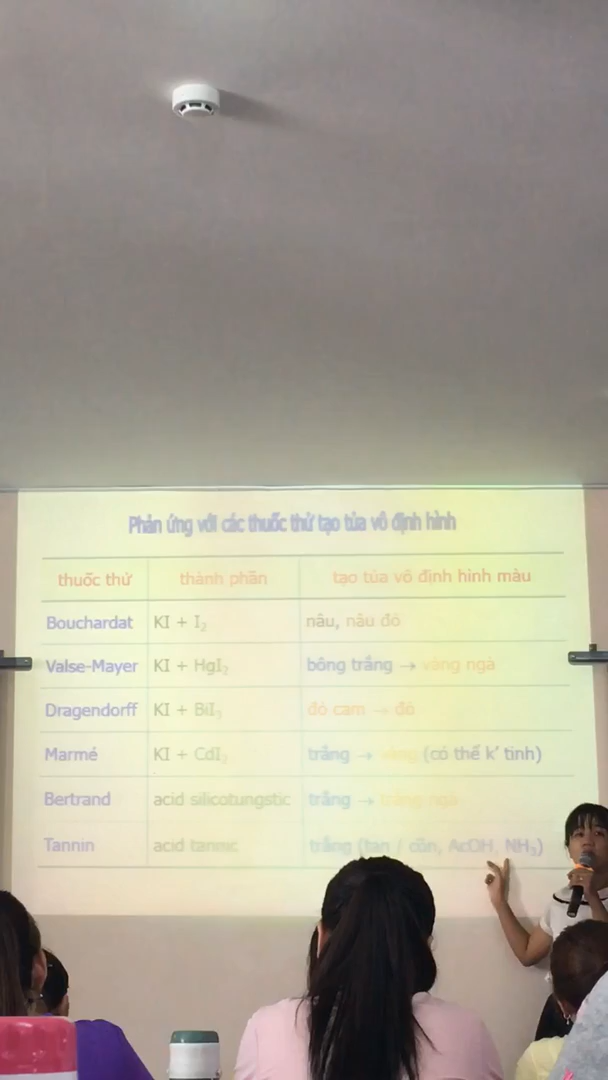 Phản ứng với các thuốc thử tạo tủa vô định hình
thuốc thử thành phần tạo tủa vô định hình màu
Bouchardat KI + I₂ nâu, nâu đỏ
Valse-Mayer KI + HgI₂ bông trắng → vàng ngà
Dragendorff KI + BiI₃ đỏ cam → đỏ
Marmé KI + CdI₂ trắng → vàng (có thể k' tinh)
Bertrand acid silicotungstic trắng → trắng ngà
Tannin acid tannic trắng (tan / cồn, AcOH, NH₃)